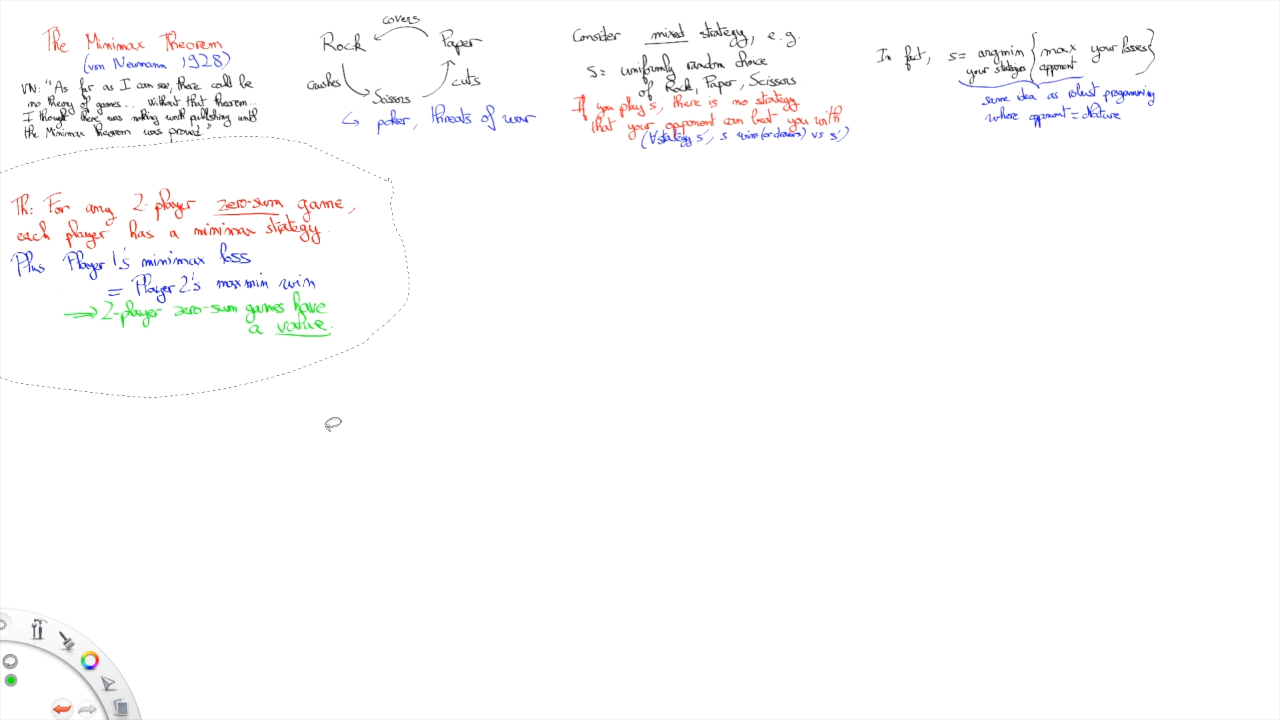 The Minimax Theorem
(von Neumann 1928)
VN: "As far as I can see, there could be
no theory of games... without that theorem...
I thought there was nothing worth publishing until
the Minimax Theorem was proved"
covers
Rock
Paper
crushes
cuts
Scissors
↳ poker, threats of war
Consider mixed strategy, e.g.
S = uniformly random choice
of Rock, Paper, Scissors
If you play s, there is no strategy
that your opponent can beat you with
(∀ strategy s', s wins (or draws) vs s')
In fact, s = argmin { max your losses }
your strategies opponent
same idea as robust programming
where opponent = Nature
Th: For any 2-player zero-sum game,
each player has a minimax strategy.
Plus Player 1's minimax loss
= Player 2's maxmin win
⇒ 2-player zero-sum games have
a value.